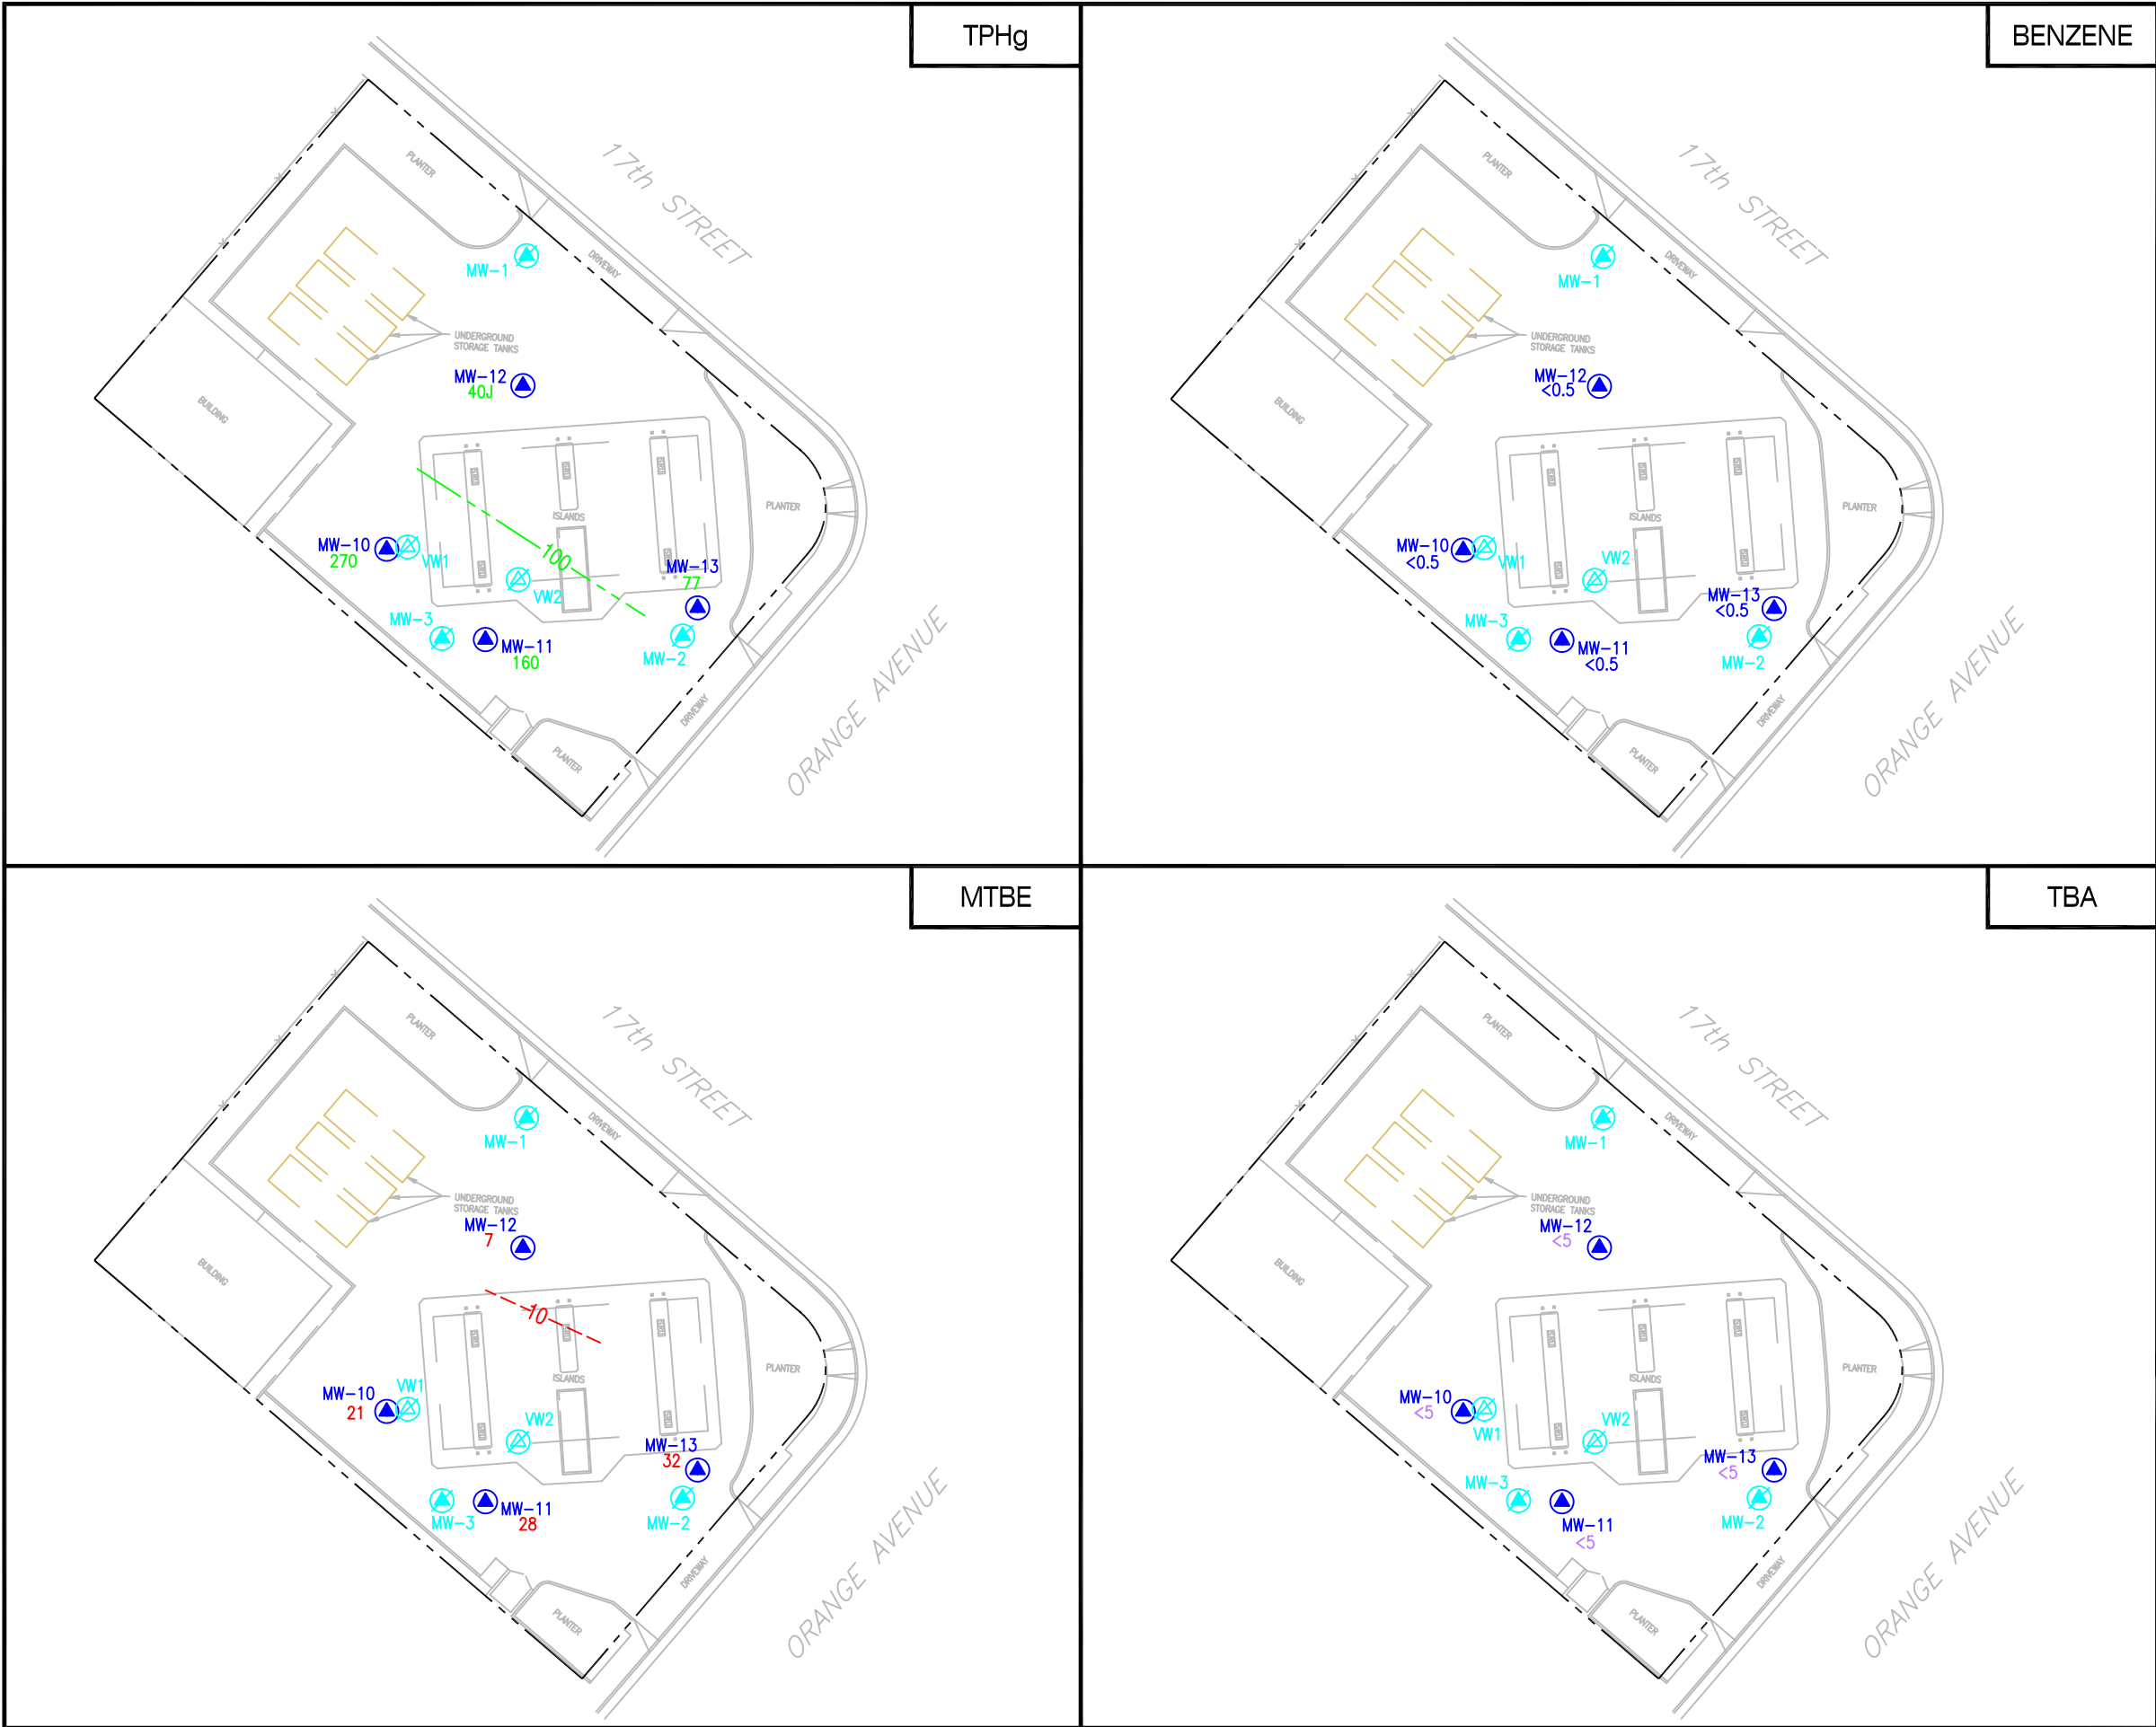 TPHg
17th STREET
PLANTER
MW-1
DRIVEWAY
UNDERGROUND
STORAGE TANKS
MW-12
40J
BUILDING
PLANTER
ISLANDS
MW-10
270
VW1
100
MW-13
77
VW2
MW-3
MW-11
160
MW-2
DRIVEWAY
PLANTER
ORANGE AVENUE
BENZENE
17th STREET
PLANTER
MW-1
DRIVEWAY
UNDERGROUND
STORAGE TANKS
MW-12
<0.5
BUILDING
PLANTER
ISLANDS
MW-10
<0.5
VW1
VW2
MW-13
<0.5
MW-3
MW-11
<0.5
MW-2
DRIVEWAY
PLANTER
ORANGE AVENUE
MTBE
17th STREET
PLANTER
MW-1
DRIVEWAY
UNDERGROUND
STORAGE TANKS
MW-12
7
BUILDING
10
PLANTER
ISLANDS
VW1
MW-10
21
VW2
MW-13
32
MW-3
MW-11
28
MW-2
DRIVEWAY
PLANTER
ORANGE AVENUE
TBA
17th STREET
PLANTER
MW-1
DRIVEWAY
UNDERGROUND
STORAGE TANKS
MW-12
<5
BUILDING
PLANTER
ISLANDS
MW-10
<5
VW1
VW2
MW-13
<5
MW-3
MW-11
<5
MW-2
DRIVEWAY
PLANTER
ORANGE AVENUE